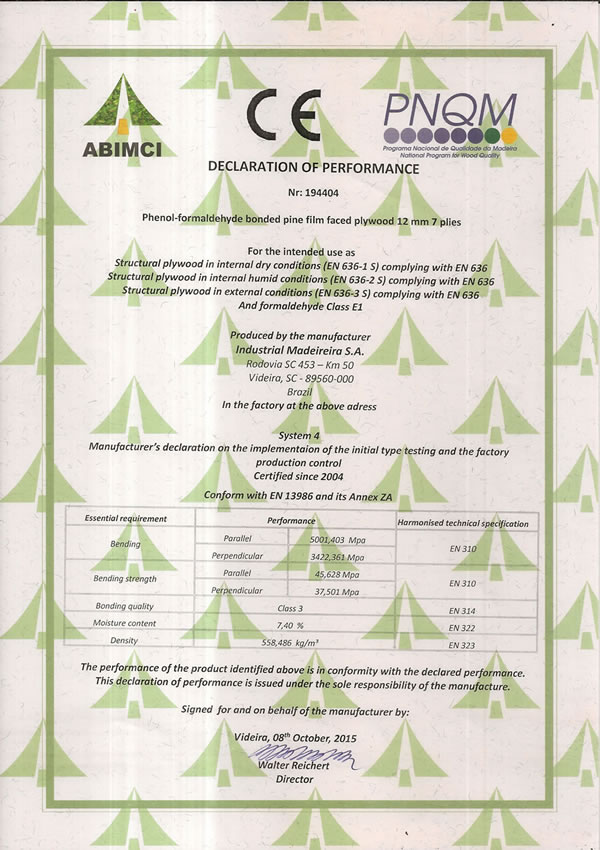 ABIMCI
CE
PNQM
Programa Nacional de Qualidade da Madeira
National Program for Wood Quality
DECLARATION OF PERFORMANCE
Nr: 194404
Phenol-formaldehyde bonded pine film faced plywood 12 mm 7 plies
For the intended use as
Structural plywood in internal dry conditions (EN 636-1 S) complying with EN 636
Structural plywood in internal humid conditions (EN 636-2 S) complying with EN 636
Structural plywood in external conditions (EN 636-3 S) complying with EN 636
And formaldehyde Class E1
Produced by the manufacturer
Industrial Madeireira S.A.
Rodovia SC 453 – Km 50
Videira, SC - 89560-000
Brazil
In the factory at the above adress
System 4
Manufacturer's declaration on the implementaion of the initial type testing and the factory
production control
Certified since 2004
Conform with EN 13986 and its Annex ZA
Essential requirement Performance Harmonised technical specification
Bending Parallel 5001,403 Mpa EN 310
Perpendicular 3422,361 Mpa
Bending strength Parallel 45,628 Mpa EN 310
Perpendicular 37,501 Mpa
Bonding quality Class 3 EN 314
Moisture content 7,40 % EN 322
Density 558,486 kg/m³ EN 323
The performance of the product identified above is in conformity with the declared performance.
This declaration of performance is issued under the sole responsibility of the manufacture.
Signed for and on behalf of the manufacturer by:
Videira, 08th October, 2015
Walter Reichert
Director